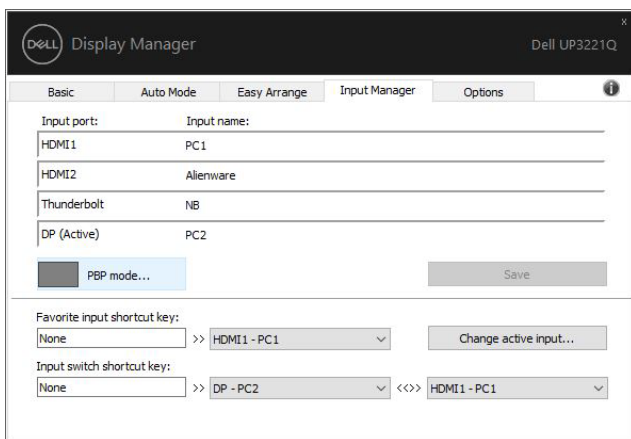 x
DELL Display Manager Dell UP3221Q
Basic Auto Mode Easy Arrange Input Manager Options i
Input port: Input name:
HDMI1 PC1
HDMI2 Alienware
Thunderbolt NB
DP (Active) PC2
PBP mode... Save
Favorite input shortcut key:
None >> HDMI1 - PC1 Change active input...
Input switch shortcut key:
None >> DP - PC2 <<>> HDMI1 - PC1